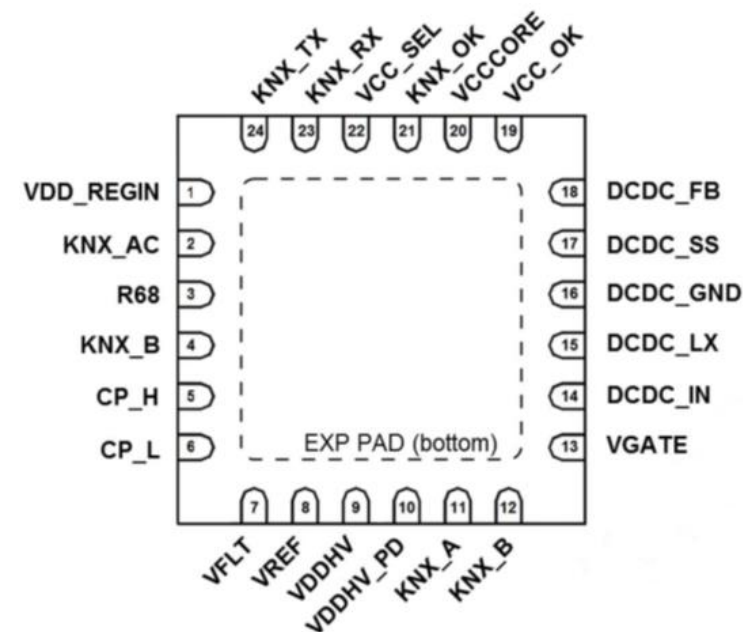 KNX_TX
KNX_RX
VCC_SEL
KNX_OK
VCCCORE
VCC_OK
24 23 22 21 20 19
VDD_REGIN 1
KNX_AC 2
R68 3
KNX_B 4
CP_H 5
CP_L 6
18 DCDC_FB
17 DCDC_SS
16 DCDC_GND
15 DCDC_LX
14 DCDC_IN
13 VGATE
EXP PAD (bottom)
7 8 9 10 11 12
VFLT
VREF
VDDHV
VDDHV_PD
KNX_A
KNX_B